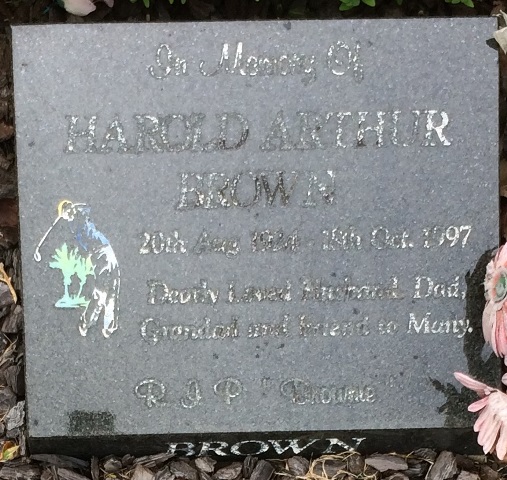 In Memory Of
HAROLD ARTHUR
BROWN
20th Aug 1924 - 18th Oct. 1997
Dearly Loved Husband, Dad,
Grandad and Friend to Many.
R I P "Brownie"
BROWN